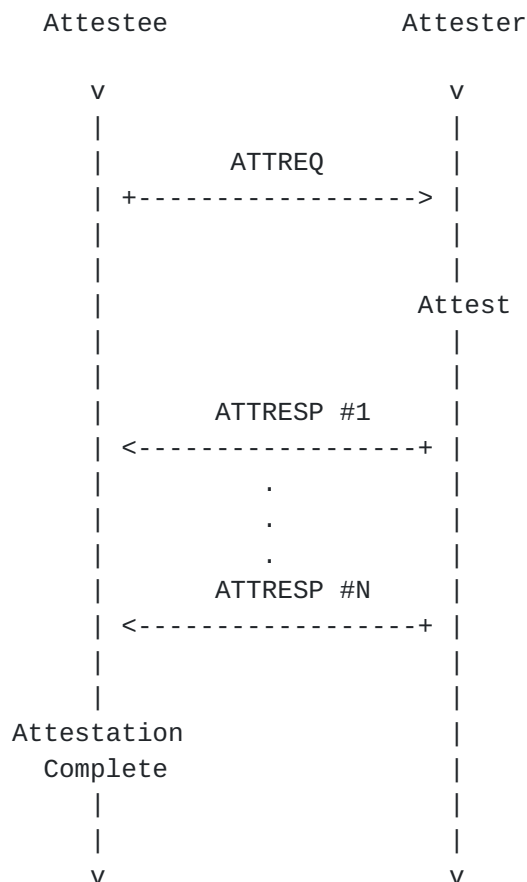 Attestee Attester
v v
| |
| ATTREQ |
| +------------------> |
| |
| |
| Attest
| |
| |
| ATTRESP #1 |
| <------------------+ |
| . |
| . |
| . |
| ATTRESP #N |
| <------------------+ |
| |
| |
Attestation |
Complete |
| |
| |
v v